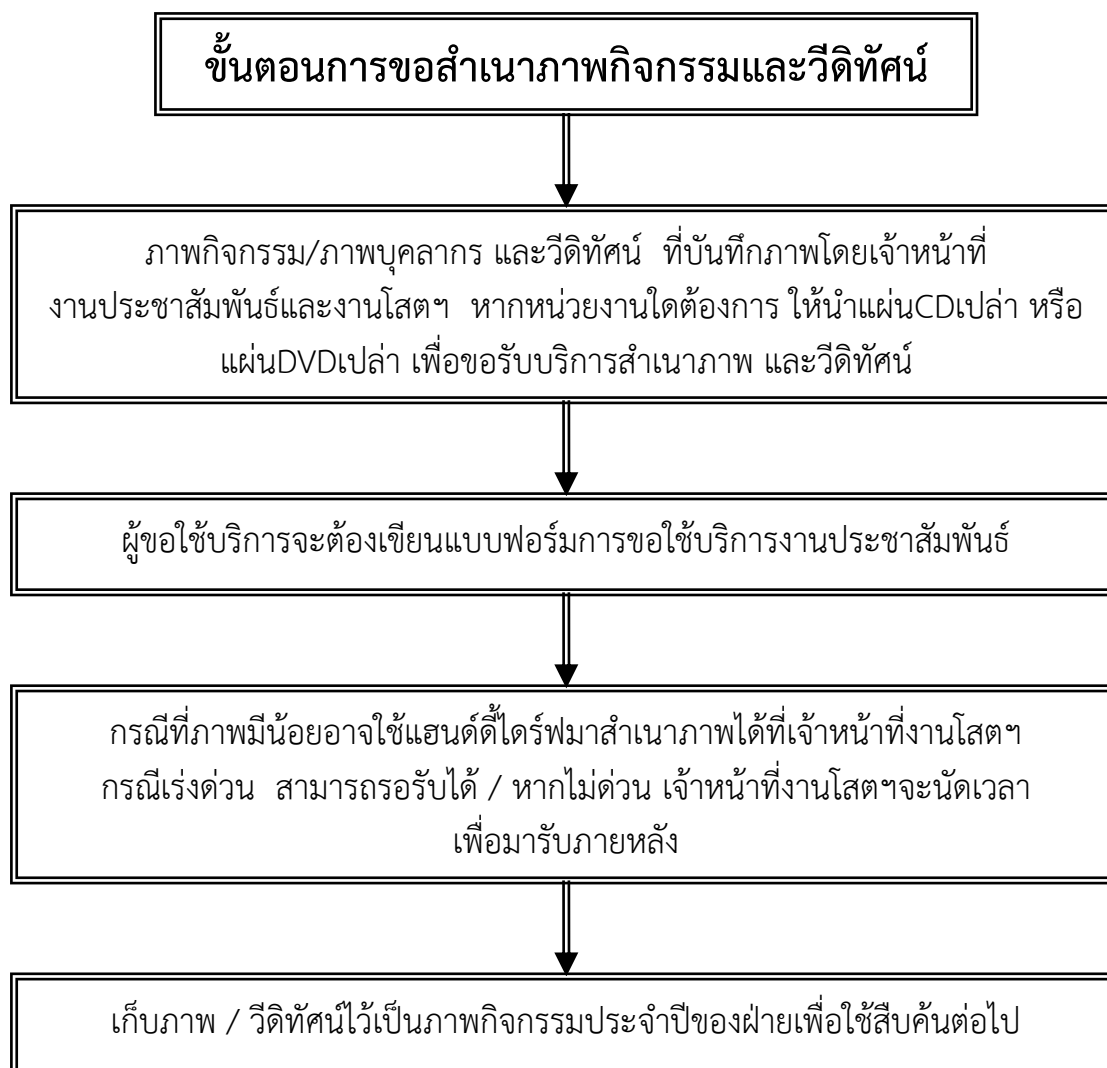 ขั้นตอนการขอสำเนาภาพกิจกรรมและวีดิทัศน์
ภาพกิจกรรม/ภาพบุคลากร และวีดิทัศน์ ที่บันทึกภาพโดยเจ้าหน้าที่
งานประชาสัมพันธ์และงานโสตฯ หากหน่วยงานใดต้องการ ให้นำแผ่นCDเปล่า หรือ
แผ่นDVDเปล่า เพื่อขอรับบริการสำเนาภาพ และวีดิทัศน์
ผู้ขอใช้บริการจะต้องเขียนแบบฟอร์มการขอใช้บริการงานประชาสัมพันธ์
กรณีที่ภาพมีน้อยอาจใช้แฮนด์ดี้ไดร์ฟมาสำเนาภาพได้ที่เจ้าหน้าที่งานโสตฯ
กรณีเร่งด่วน สามารถรอรับได้ / หากไม่ด่วน เจ้าหน้าที่งานโสตฯจะนัดเวลา
เพื่อมารับภายหลัง
เก็บภาพ / วีดิทัศน์ไว้เป็นภาพกิจกรรมประจำปีของฝ่ายเพื่อใช้สืบค้นต่อไป